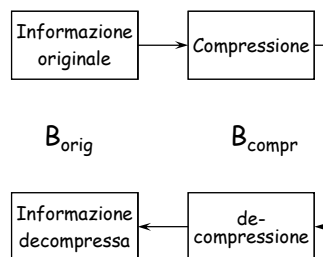 Informazione
originale
Compressione
B_orig
B_compr
Informazione
decompressa
de-
compressione